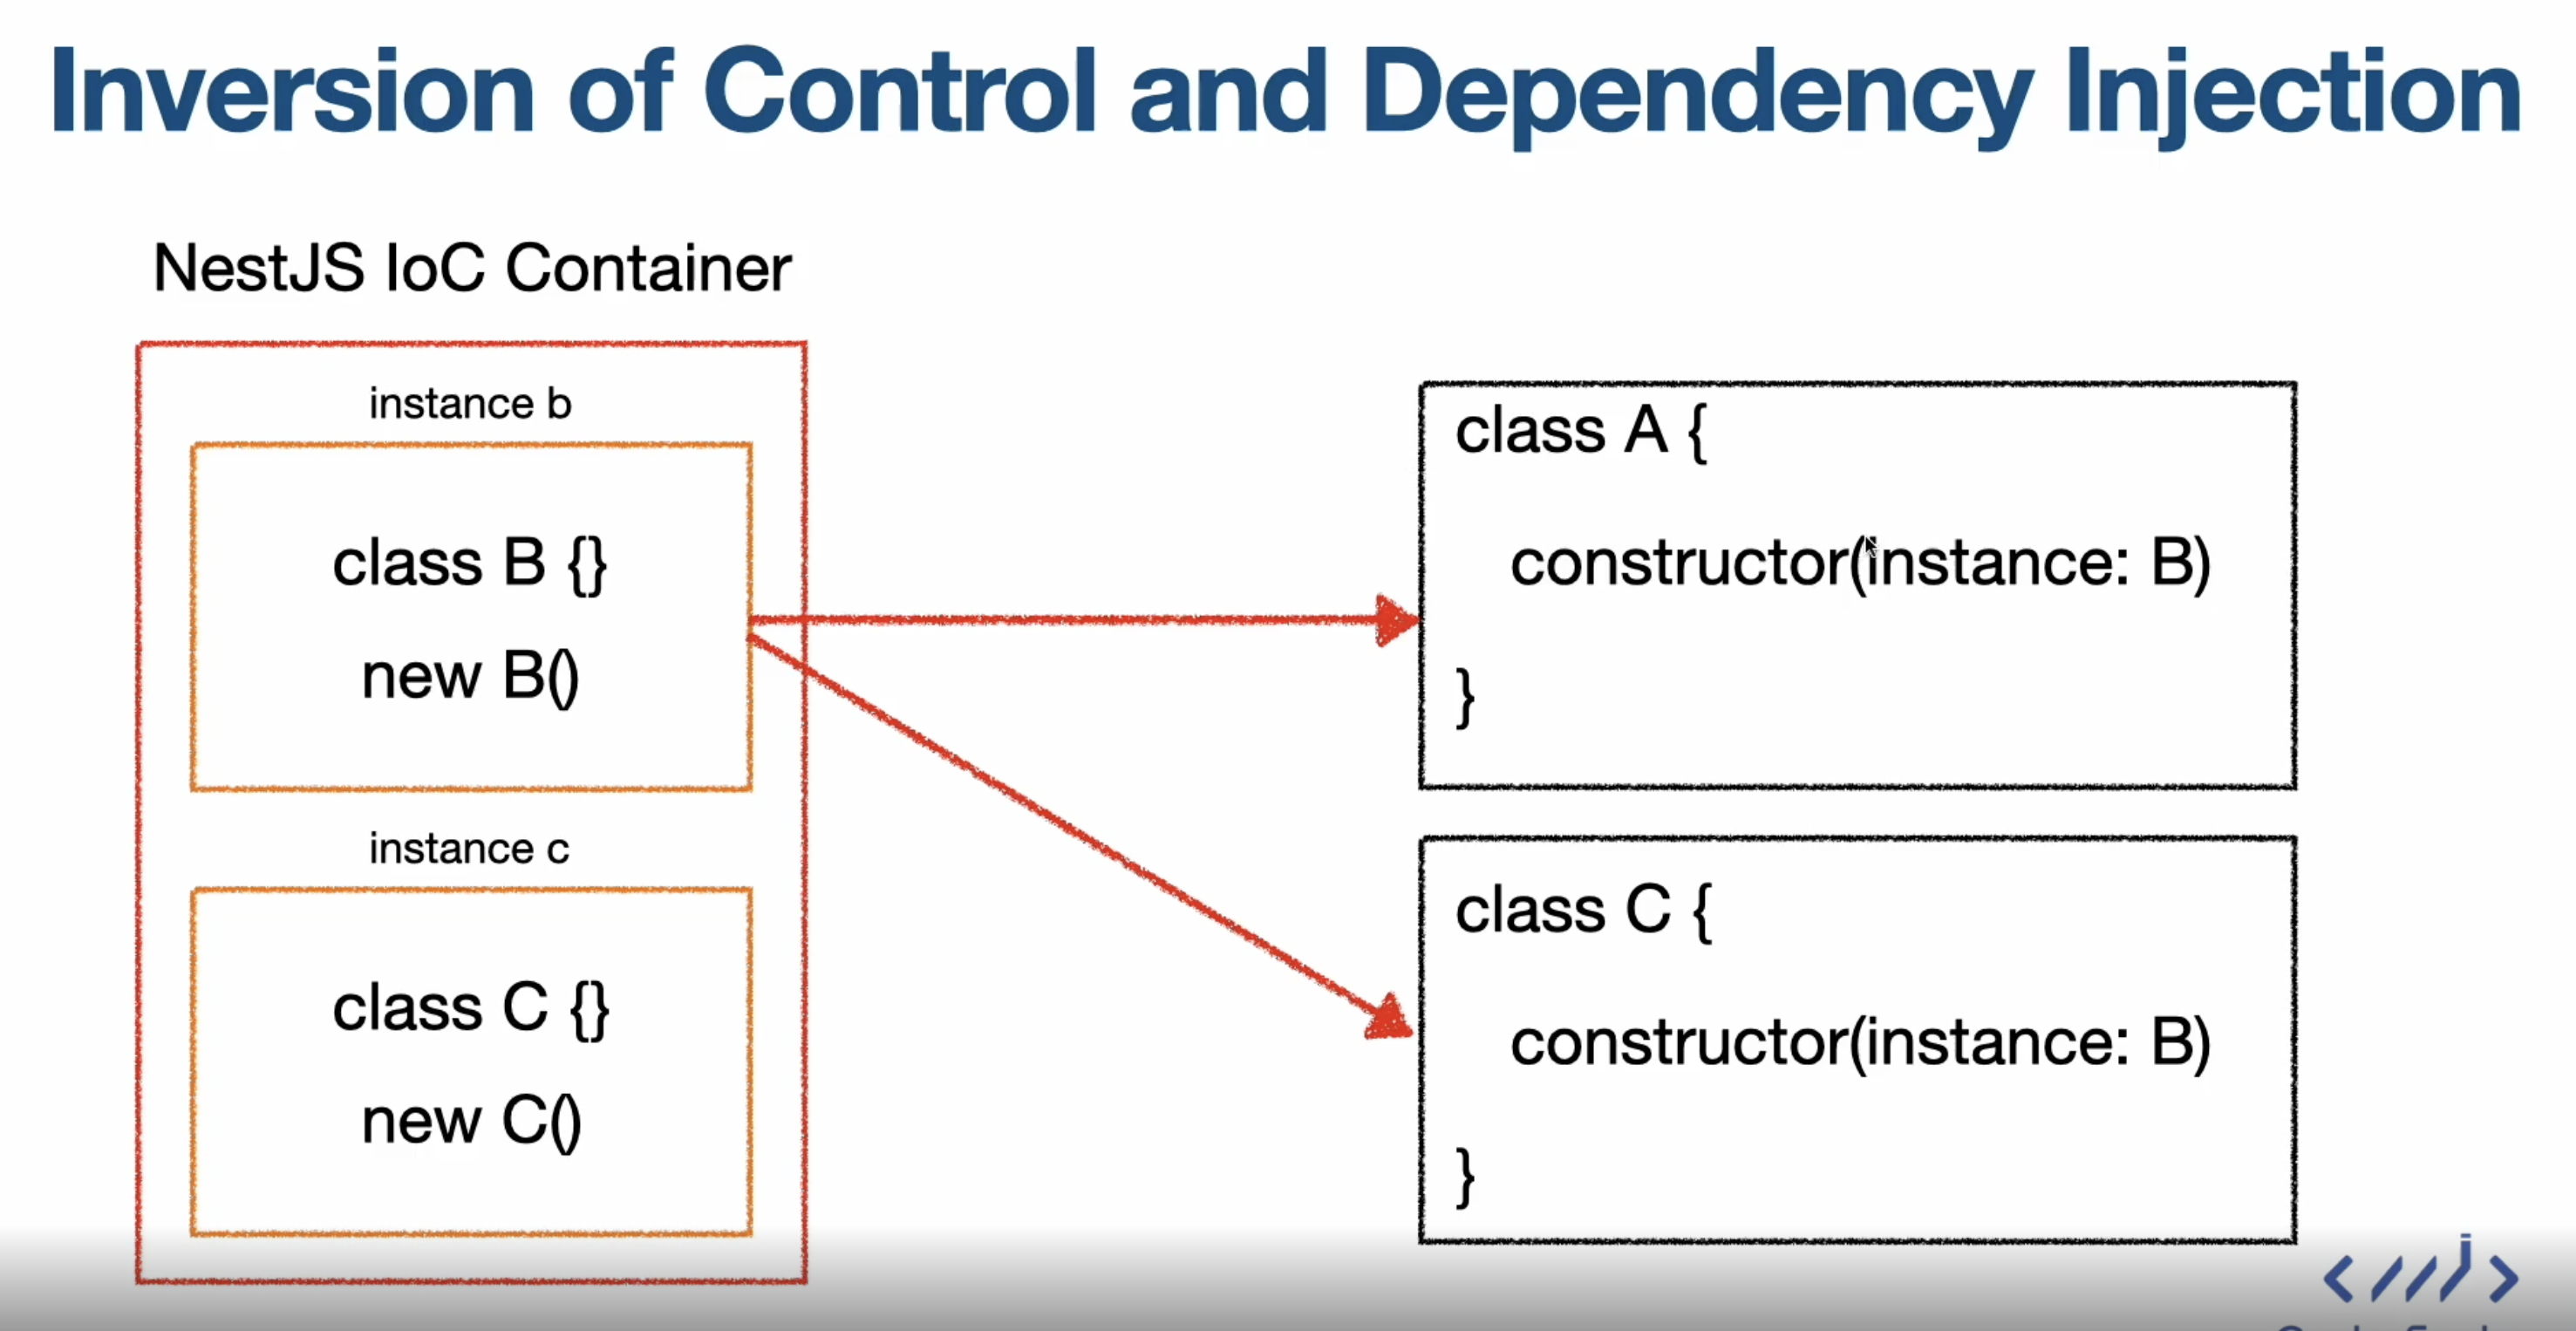 Inversion of Control and Dependency Injection
NestJS IoC Container
instance b
class B {}
new B()
instance c
class C {}
new C()
class A {
constructor(instance: B)
}
class C {
constructor(instance: B)
}